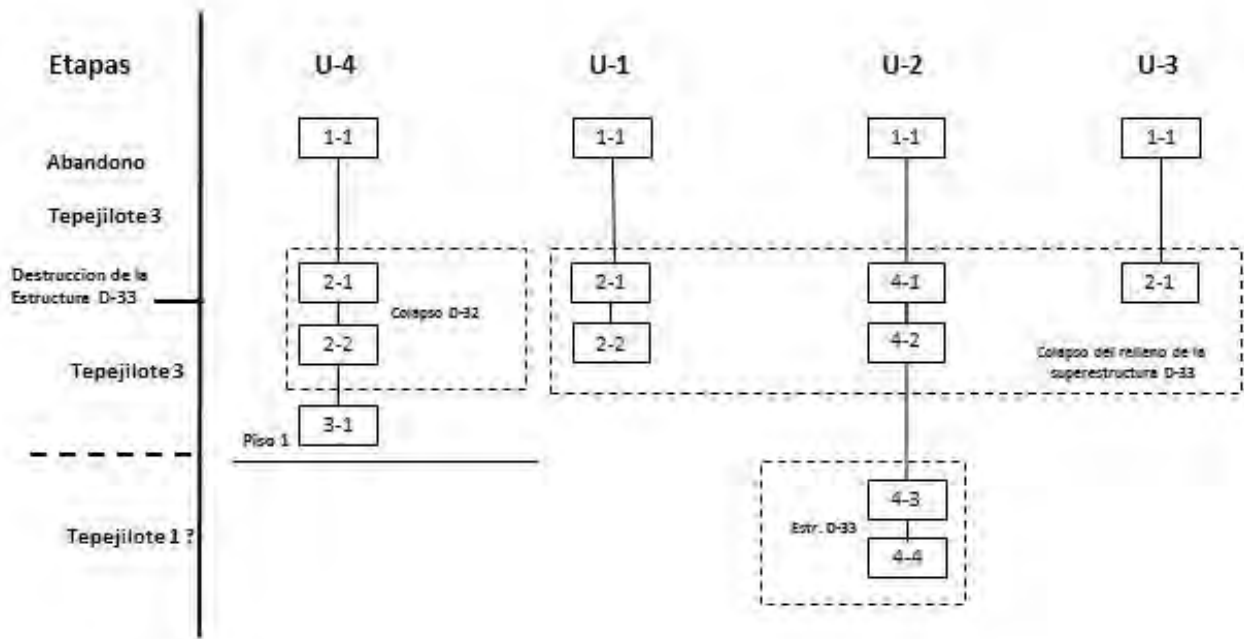 Etapas U-4 U-1 U-2 U-3
1-1 1-1 1-1 1-1
Abandono
Tepejilote 3
Destruccion de la
Estructura D-33
2-1 2-1 4-1 2-1
Colapso D-32
2-2 2-2 4-2
Colapso del relleno de la
superestructura D-33
Tepejilote 3
3-1
Piso 1
4-3
Estr. D-33
Tepejilote 1 ?
4-4